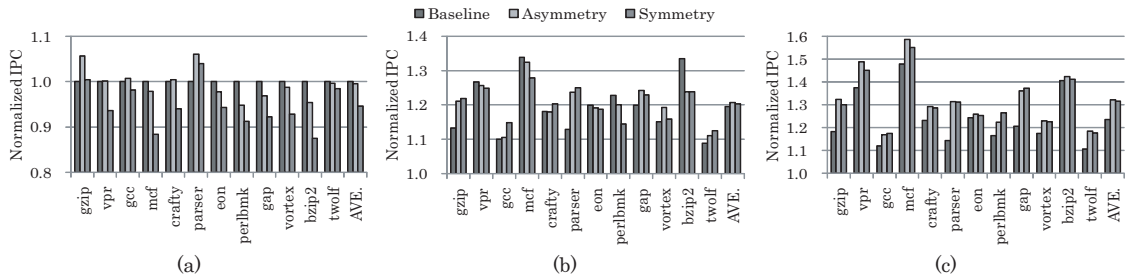 Baseline Asymmetry Symmetry
Normalized IPC
1.1
1.0
0.9
0.8
gzip vpr gcc mcf crafty parser eon perlbmk gap vortex bzip2 twolf AVE.
(a)
Normalized IPC
1.4
1.3
1.2
1.1
1.0
gzip vpr gcc mcf crafty parser eon perlbmk gap vortex bzip2 twolf AVE.
(b)
Normalized IPC
1.6
1.5
1.4
1.3
1.2
1.1
1.0
gzip vpr gcc mcf crafty parser eon perlbmk gap vortex bzip2 twolf AVE.
(c)